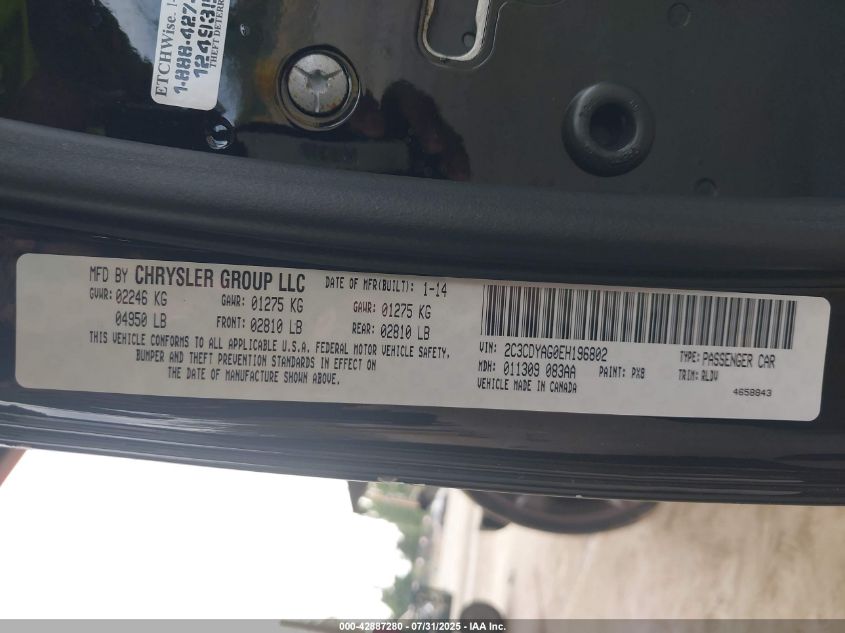 ETCHWise.
1-888-427-
THEFT DETERR
MFD BY CHRYSLER GROUP LLC
DATE OF MFR(BUILT): 1-14
GVWR: 02246 KG
GAWR: 01275 KG
GAWR: 01275 KG
04950 LB
FRONT: 02810 LB
REAR: 02810 LB
THIS VEHICLE CONFORMS TO ALL APPLICABLE U.S.A. FEDERAL MOTOR VEHICLE SAFETY,
BUMPER AND THEFT PREVENTION STANDARDS IN EFFECT ON
THE DATE OF MANUFACTURE SHOWN ABOVE.
VIN: 2C3CDYAG0EH196802
TYPE: PASSENGER CAR
MDH: 011309 083AA
PAINT: PX8
TRIM: RLDV
VEHICLE MADE IN CANADA
4658843
000-42887280 - 07/31/2025 - IAA Inc.